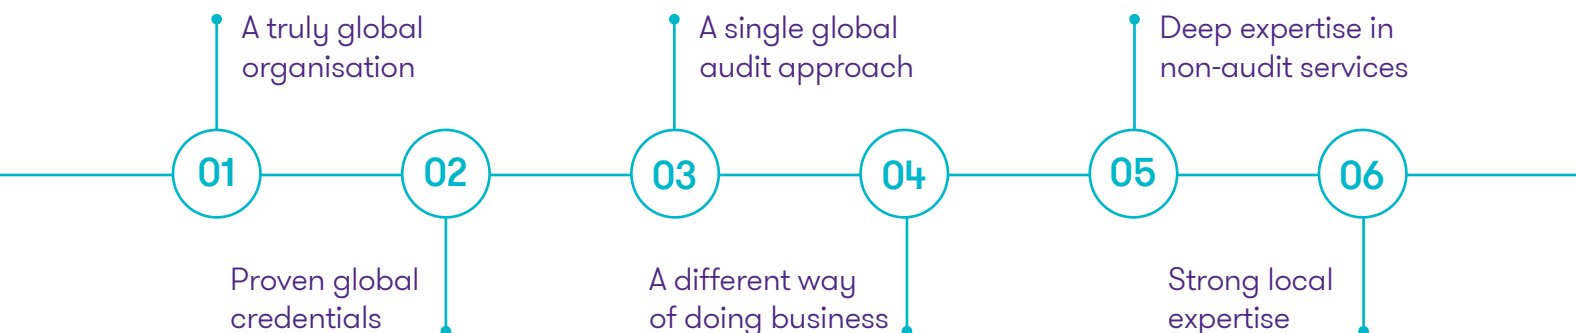 01
A truly global
organisation
02
Proven global
credentials
03
A single global
audit approach
04
A different way
of doing business
05
Deep expertise in
non-audit services
06
Strong local
expertise